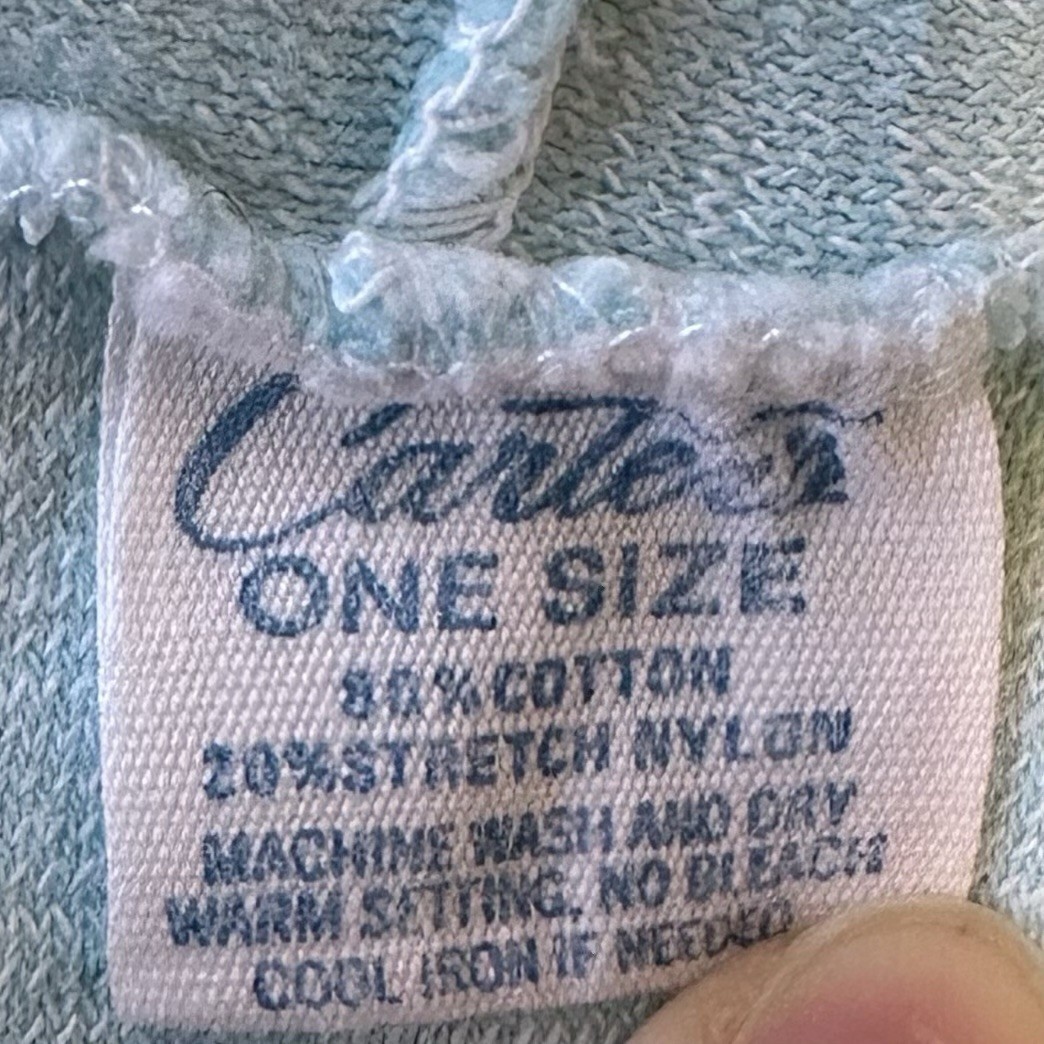 Carter's
ONE SIZE
80% COTTON
20% STRETCH NYLON
MACHINE WASH AND DRY
WARM SETTING. NO BLEACH
COOL IRON IF NEEDED